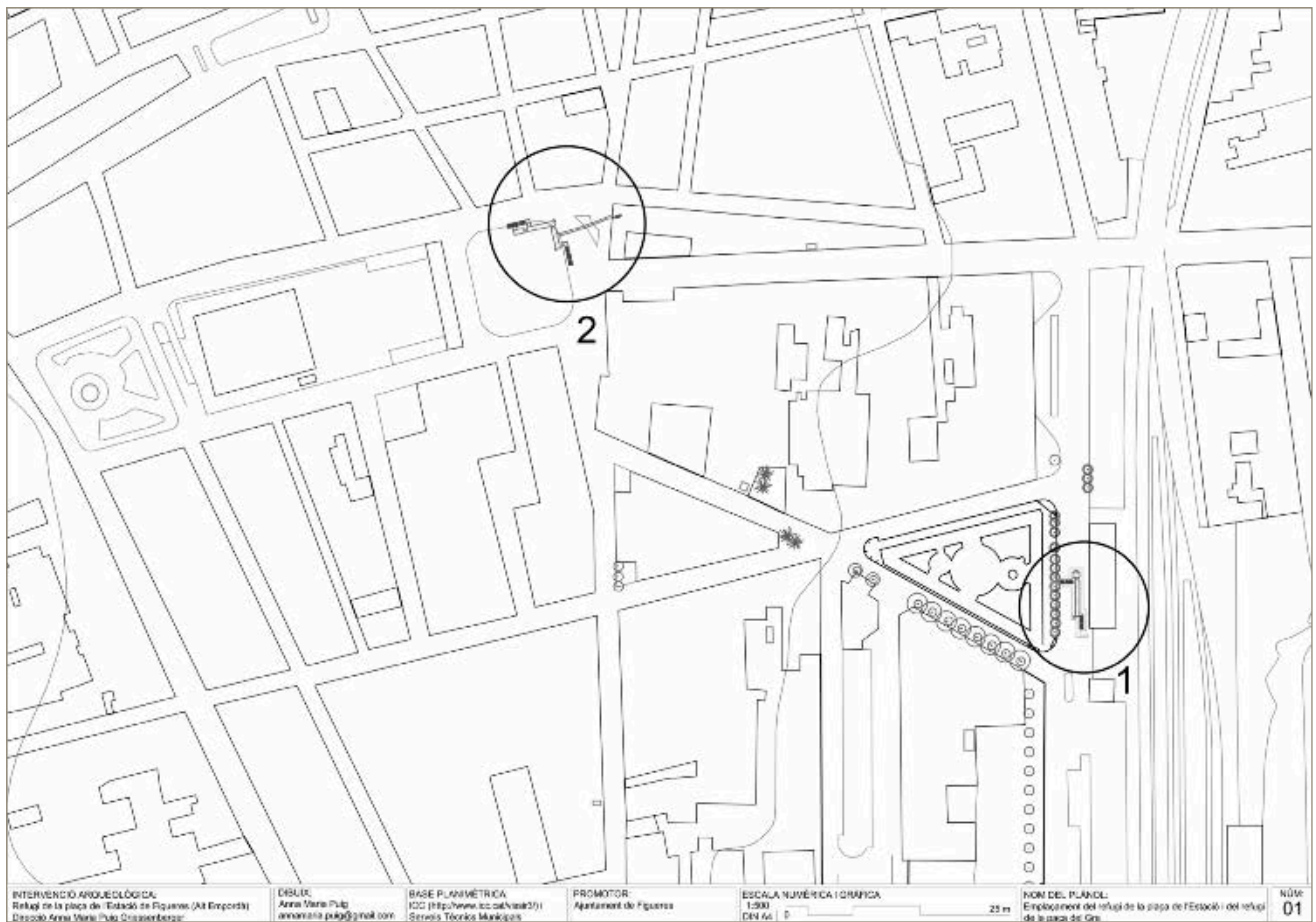 2
1
INTERVENCIÓ ARQUEOLÒGICA:
Refugi de la plaça de l'Estació de Figueres (Alt Empordà)
Direcció Anna Maria Puig Griessenberger
DIBUIX:
Anna Maria Puig
annamaria.puig@gmail.com
BASE PLANIMÈTRICA:
ICC (http://www.icc.cat/vissir3/) i
Serveis Tècnics Municipals
PROMOTOR:
Ajuntament de Figueres
ESCALA NUMÈRICA I GRÀFICA
1:500
DIN A4 0 25 m
NOM DEL PLÀNOL:
Emplaçament del refugi de la plaça de l'Estació i del refugi
de la plaça del Gra
NÚM:
01